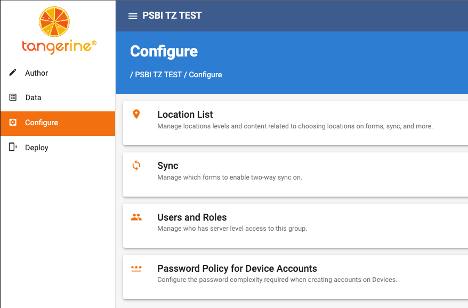 tangerine®
Author
Data
Configure
Deploy
PSBI TZ TEST
Configure
/ PSBI TZ TEST / Configure
Location List
Manage locations levels and content related to choosing locations on forms, sync, and more.
Sync
Manage which forms to enable two-way sync on.
Users and Roles
Manage who has server level access to this group.
Password Policy for Device Accounts
Configure the password complexity required when creating accounts on Devices.